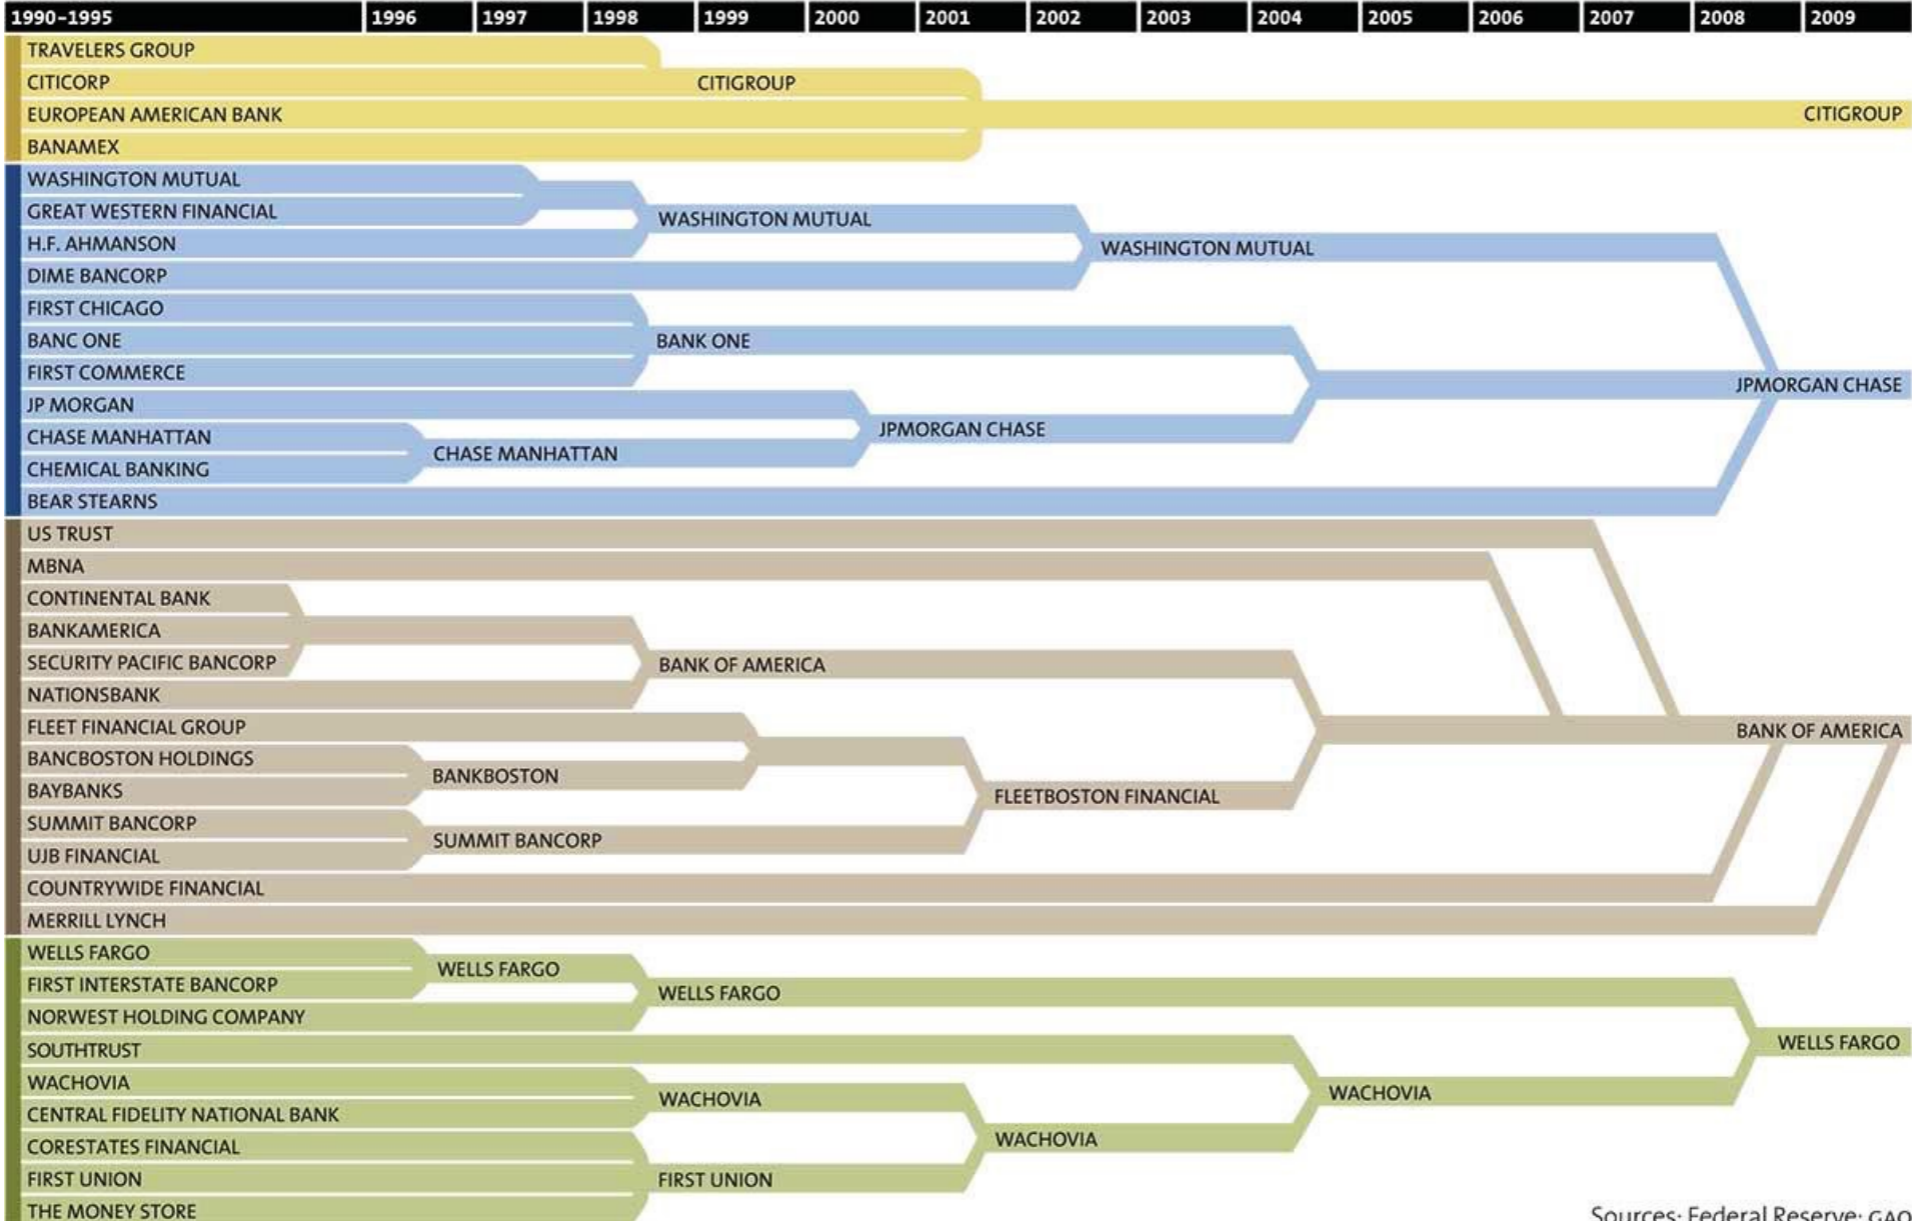 1990–1995 1996 1997 1998 1999 2000 2001 2002 2003 2004 2005 2006 2007 2008 2009
TRAVELERS GROUP
CITICORP CITIGROUP
EUROPEAN AMERICAN BANK CITIGROUP
BANAMEX
WASHINGTON MUTUAL
GREAT WESTERN FINANCIAL
WASHINGTON MUTUAL
H.F. AHMANSON
WASHINGTON MUTUAL
DIME BANCORP
FIRST CHICAGO
BANC ONE BANK ONE
FIRST COMMERCE
JPMORGAN CHASE
JP MORGAN
JPMORGAN CHASE
CHASE MANHATTAN
CHASE MANHATTAN
CHEMICAL BANKING
BEAR STEARNS
US TRUST
MBNA
CONTINENTAL BANK
BANKAMERICA
SECURITY PACIFIC BANCORP BANK OF AMERICA
NATIONSBANK
FLEET FINANCIAL GROUP BANK OF AMERICA
BANCBOSTON HOLDINGS
BANKBOSTON
BAYBANKS
FLEETBOSTON FINANCIAL
SUMMIT BANCORP
SUMMIT BANCORP
UJB FINANCIAL
COUNTRYWIDE FINANCIAL
MERRILL LYNCH
WELLS FARGO
WELLS FARGO
FIRST INTERSTATE BANCORP
WELLS FARGO
NORWEST HOLDING COMPANY
WELLS FARGO
SOUTHTRUST
WACHOVIA
WACHOVIA
WACHOVIA
CENTRAL FIDELITY NATIONAL BANK
WACHOVIA
CORESTATES FINANCIAL
FIRST UNION FIRST UNION
THE MONEY STORE
Sources: Federal Reserve; GAO